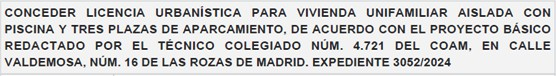 CONCEDER LICENCIA URBANÍSTICA PARA VIVIENDA UNIFAMILIAR AISLADA CON
PISCINA Y TRES PLAZAS DE APARCAMIENTO, DE ACUERDO CON EL PROYECTO BÁSICO
REDACTADO POR EL TÉCNICO COLEGIADO NÚM. 4.721 DEL COAM, EN CALLE
VALDEMOSA, NÚM. 16 DE LAS ROZAS DE MADRID. EXPEDIENTE 3052/2024